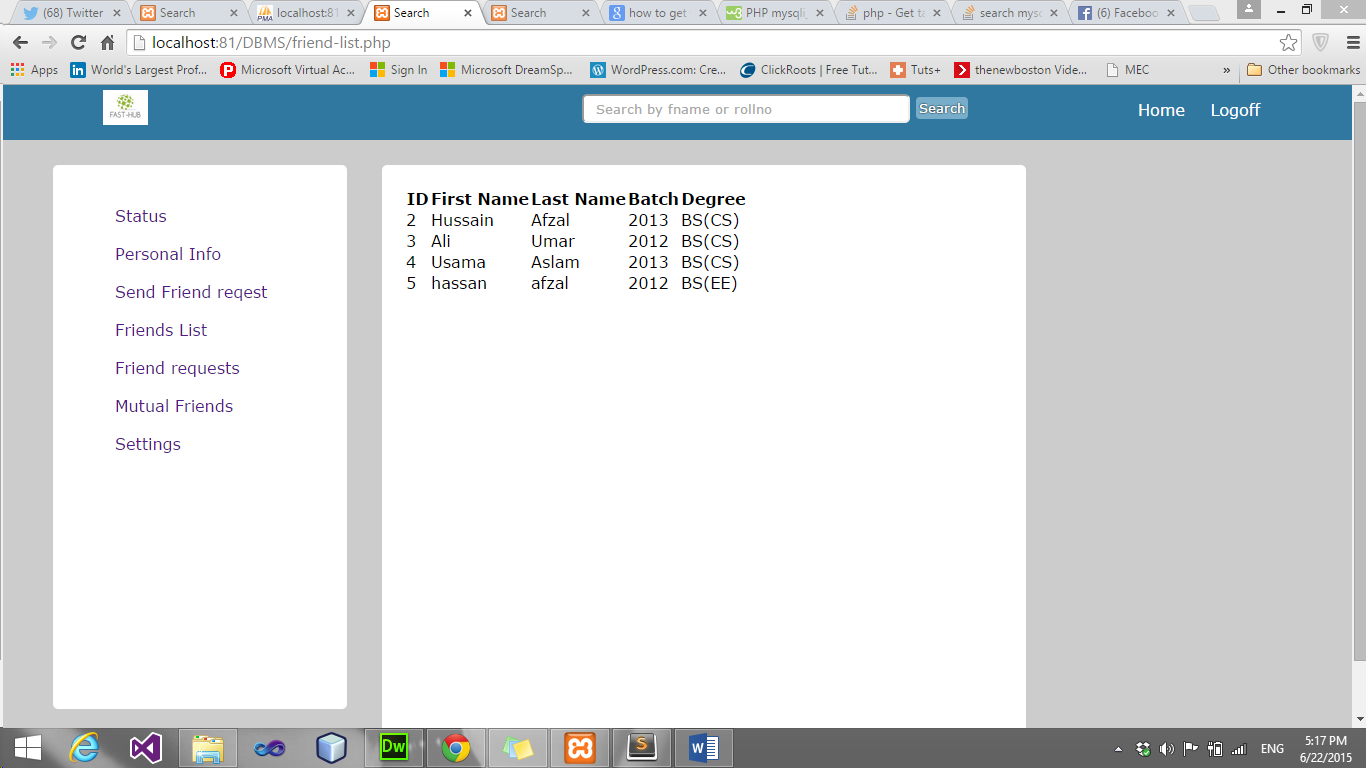 (68) Twitter
Search
localhost:81
Search
Search
how to get
PHP mysqli_
php - Get ta
search mysq
(6) Faceboo
localhost:81/DBMS/friend-list.php
Apps
World's Largest Prof...
Microsoft Virtual Ac...
Sign In
Microsoft DreamSp...
WordPress.com: Cre...
ClickRoots | Free Tut...
Tuts+
thenewboston Vide...
MEC
»
Other bookmarks
FAST-HUB
Search by fname or rollno
Search
Home
Logoff
Status
Personal Info
Send Friend reqest
Friends List
Friend requests
Mutual Friends
Settings
ID First Name Last Name Batch Degree
2 Hussain Afzal 2013 BS(CS)
3 Ali Umar 2012 BS(CS)
4 Usama Aslam 2013 BS(CS)
5 hassan afzal 2012 BS(EE)
Dw
S
W
ENG
5:17 PM
6/22/2015